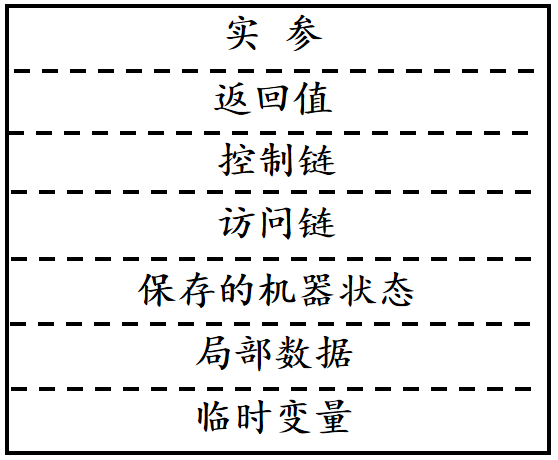 实 参
返回值
控制链
访问链
保存的机器状态
局部数据
临时变量